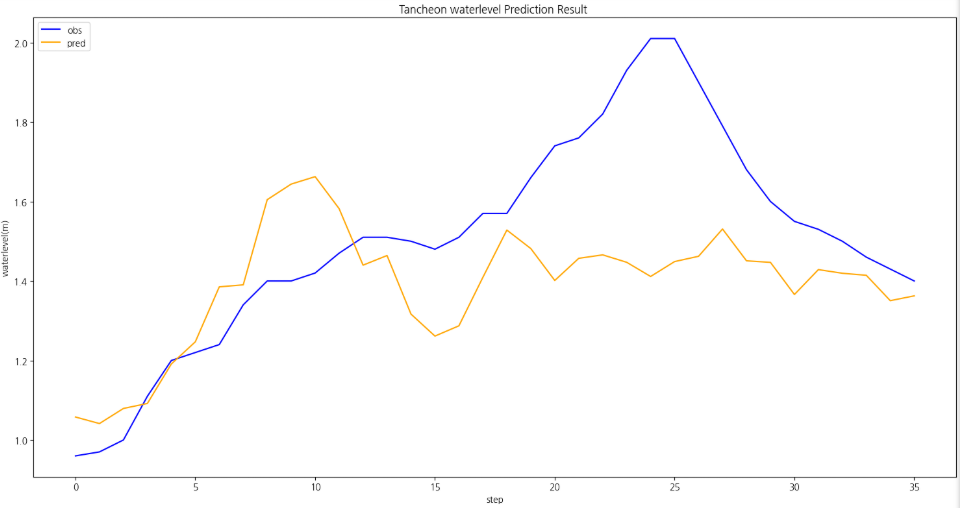 Tancheon waterlevel Prediction Result
obs
pred
2.0
1.8
1.6
1.4
1.2
1.0
waterlevel(m)
0 5 10 15 20 25 30 35
step